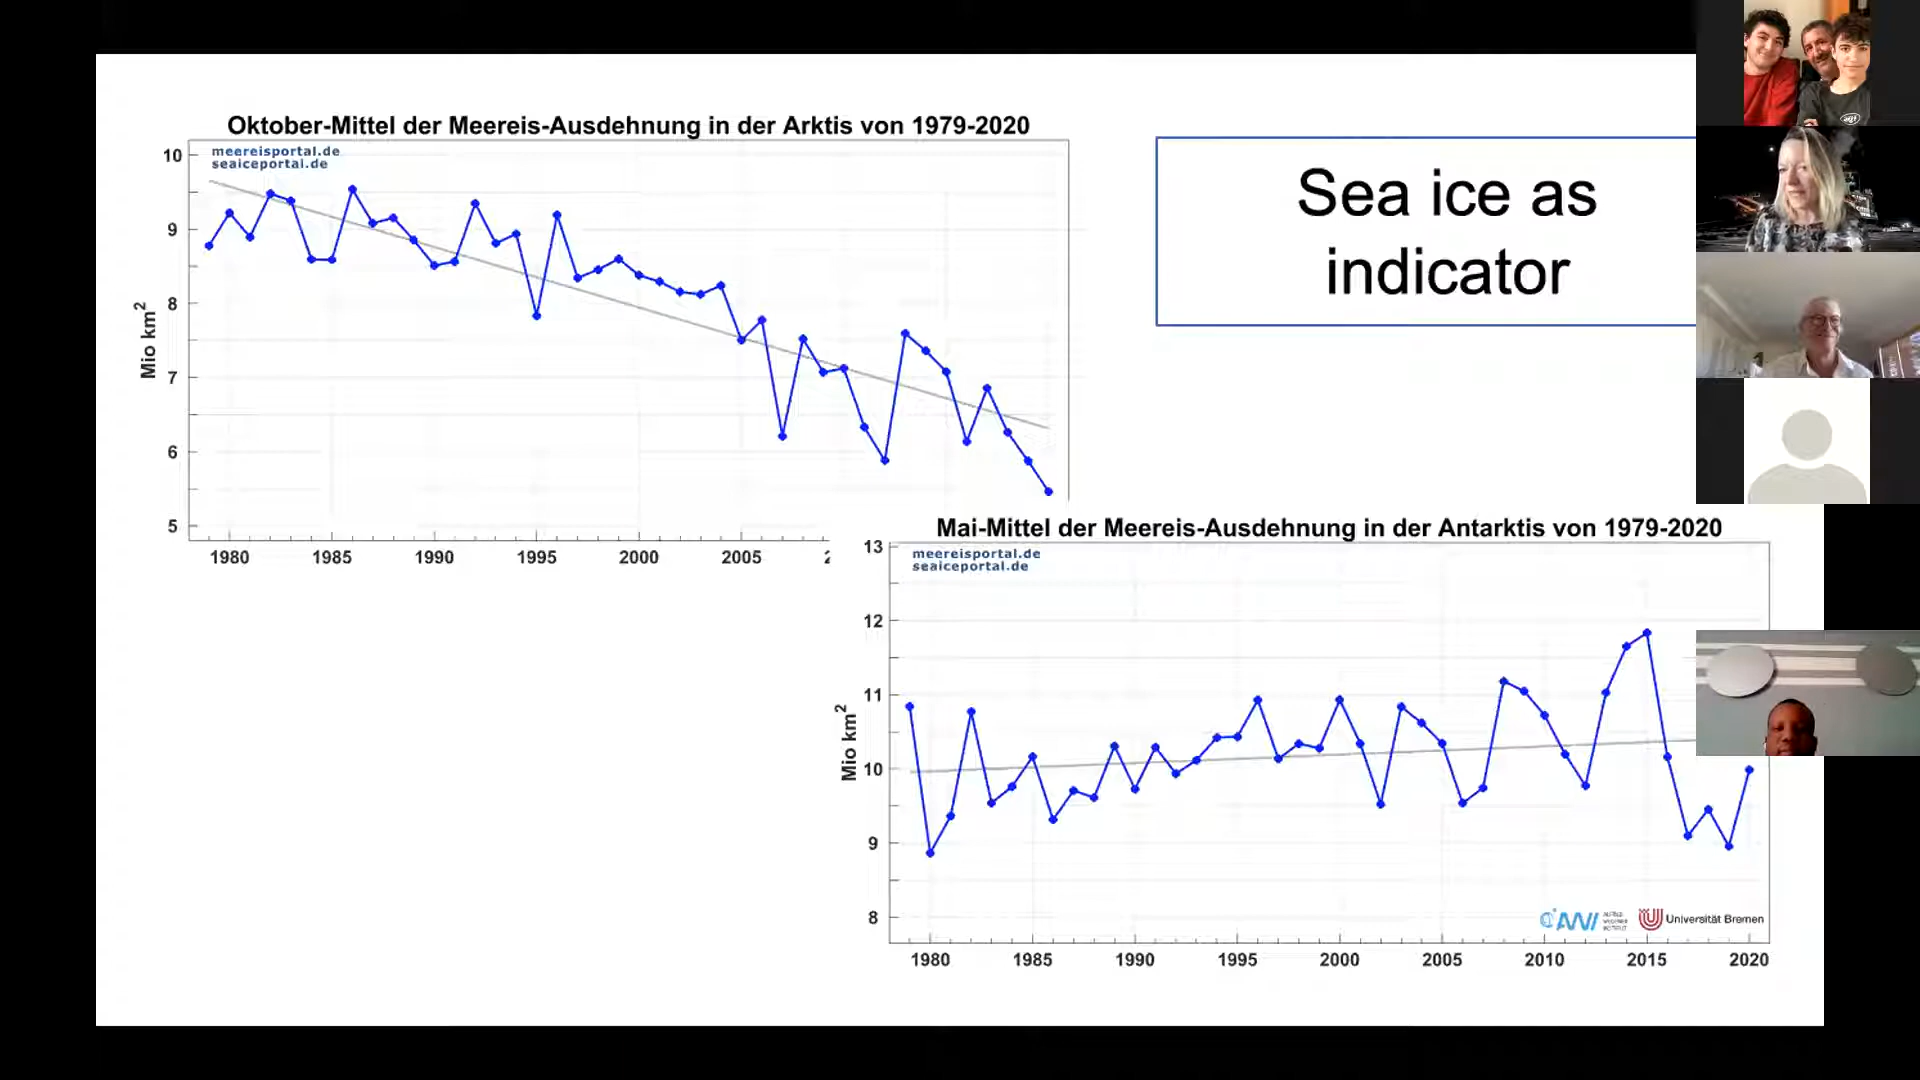 Oktober-Mittel der Meereis-Ausdehnung in der Arktis von 1979-2020
meereisportal.de
seaiceportal.de
10
9
8
7
6
5
Mio km²
1980 1985 1990 1995 2000 2005
Sea ice as
indicator
Mai-Mittel der Meereis-Ausdehnung in der Antarktis von 1979-2020
meereisportal.de
seaiceportal.de
13
12
11
10
9
8
Mio km²
AWI
Universität Bremen
1980 1985 1990 1995 2000 2005 2010 2015 2020